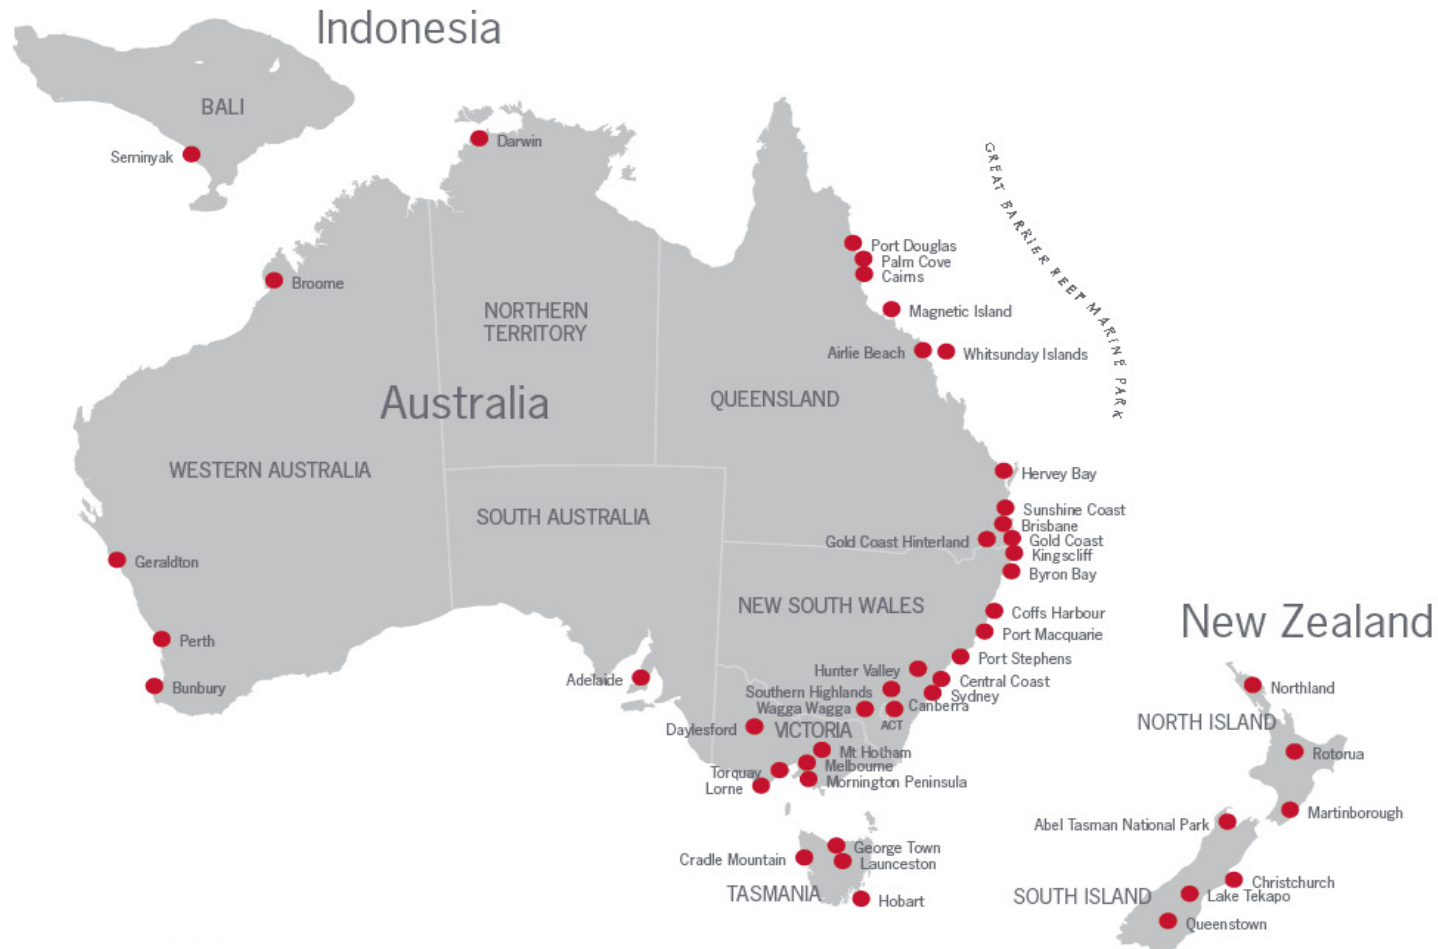 Indonesia
BALI
Seminyak
Darwin
GREAT BARRIER REEF MARINE PARK
Port Douglas
Palm Cove
Cairns
Broome
NORTHERN
TERRITORY
Magnetic Island
Airlie Beach
Whitsunday Islands
Australia
QUEENSLAND
WESTERN AUSTRALIA
Hervey Bay
SOUTH AUSTRALIA
Sunshine Coast
Brisbane
Gold Coast Hinterland
Gold Coast
Kingscliff
Geraldton
Byron Bay
NEW SOUTH WALES
Coffs Harbour
New Zealand
Port Macquarie
Perth
Port Stephens
Hunter Valley
Adelaide
Central Coast
Bunbury
Northland
Southern Highlands
Sydney
Wagga Wagga
Canberra
ACT
NORTH ISLAND
Daylesford
VICTORIA
Mt Hotham
Rotorua
Melbourne
Torquay
Mornington Peninsula
Lorne
Martinborough
Abel Tasman National Park
George Town
Cradle Mountain
Launceston
Christchurch
TASMANIA
SOUTH ISLAND
Lake Tekapo
Hobart
Queenstown